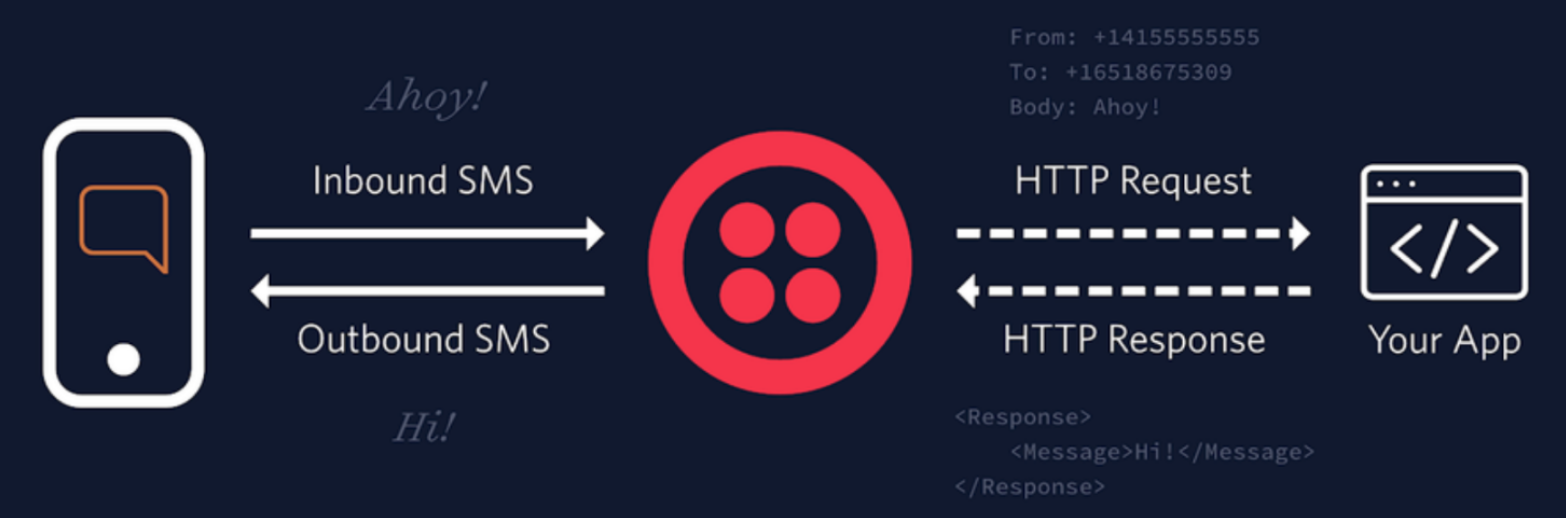 Ahoy!
Inbound SMS
Outbound SMS
Hi!
From: +14155555555
To: +16518675309
Body: Ahoy!
HTTP Request
HTTP Response
<Response>
    <Message>Hi!</Message>
</Response>
</>
Your App